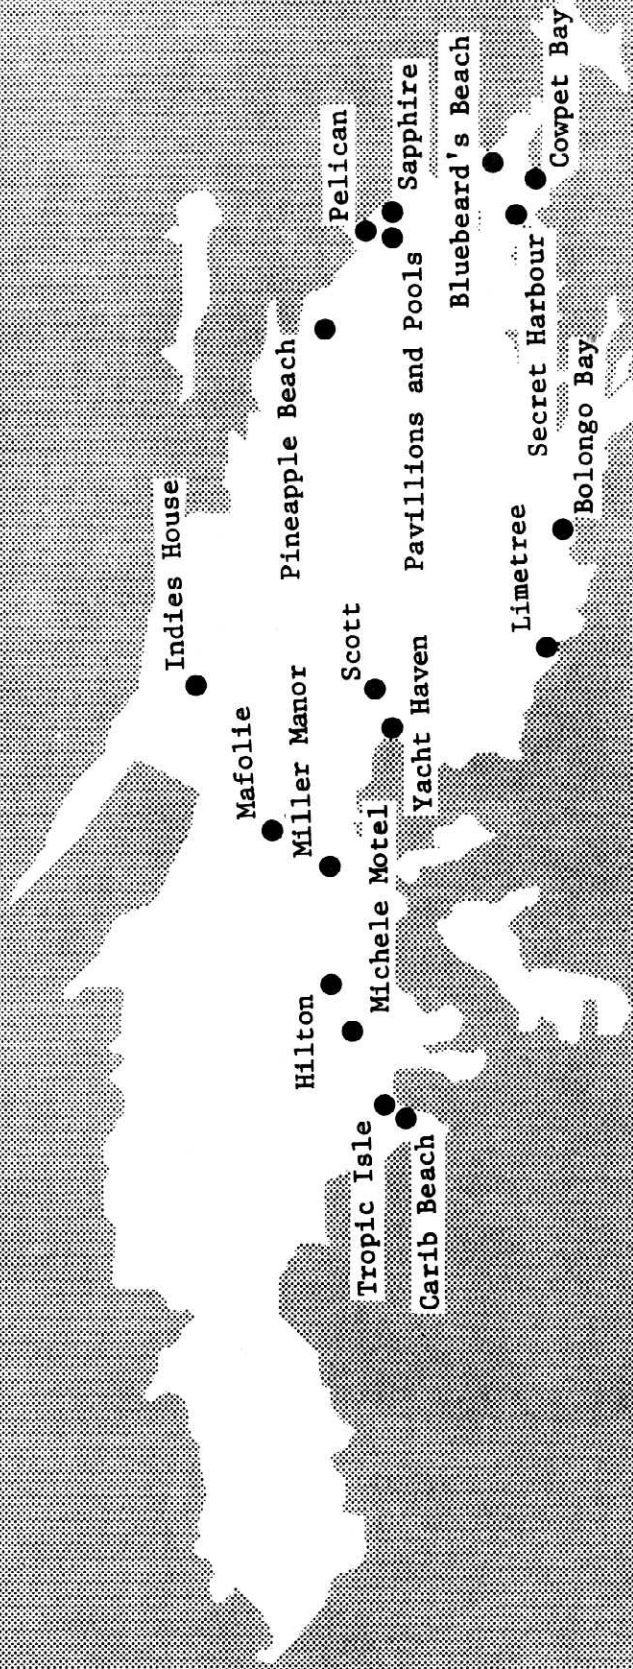 Indies House
Mafolie
Miller Manor
Hilton
Michele Motel
Tropic Isle
Carib Beach
Scott
Yacht Haven
Pineapple Beach
Pelican
Sapphire
Pavillions and Pools
Bluebeard's Beach
Cowpet Bay
Secret Harbour
Limetree
Bolongo Bay